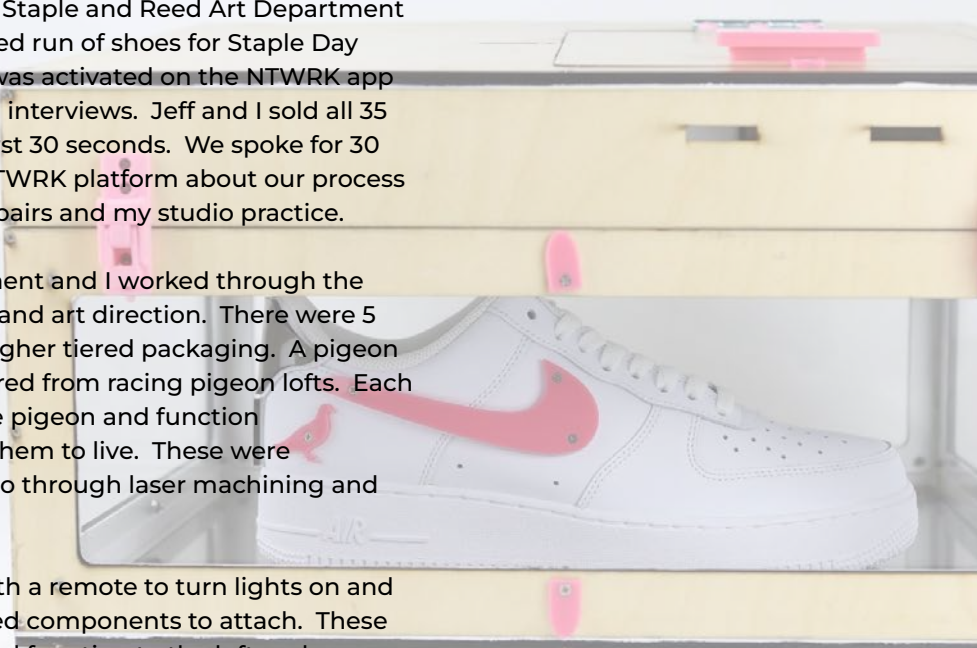 Staple and Reed Art Department
ed run of shoes for Staple Day
was activated on the NTWRK app
interviews.  Jeff and I sold all 35
st 30 seconds.  We spoke for 30
TWRK platform about our process
pairs and my studio practice.
ent and I worked through the
and art direction.  There were 5
gher tiered packaging.  A pigeon
red from racing pigeon lofts.  Each
e pigeon and function
hem to live.  These were
o through laser machining and
AIR
th a remote to turn lights on and
ed components to attach.  These